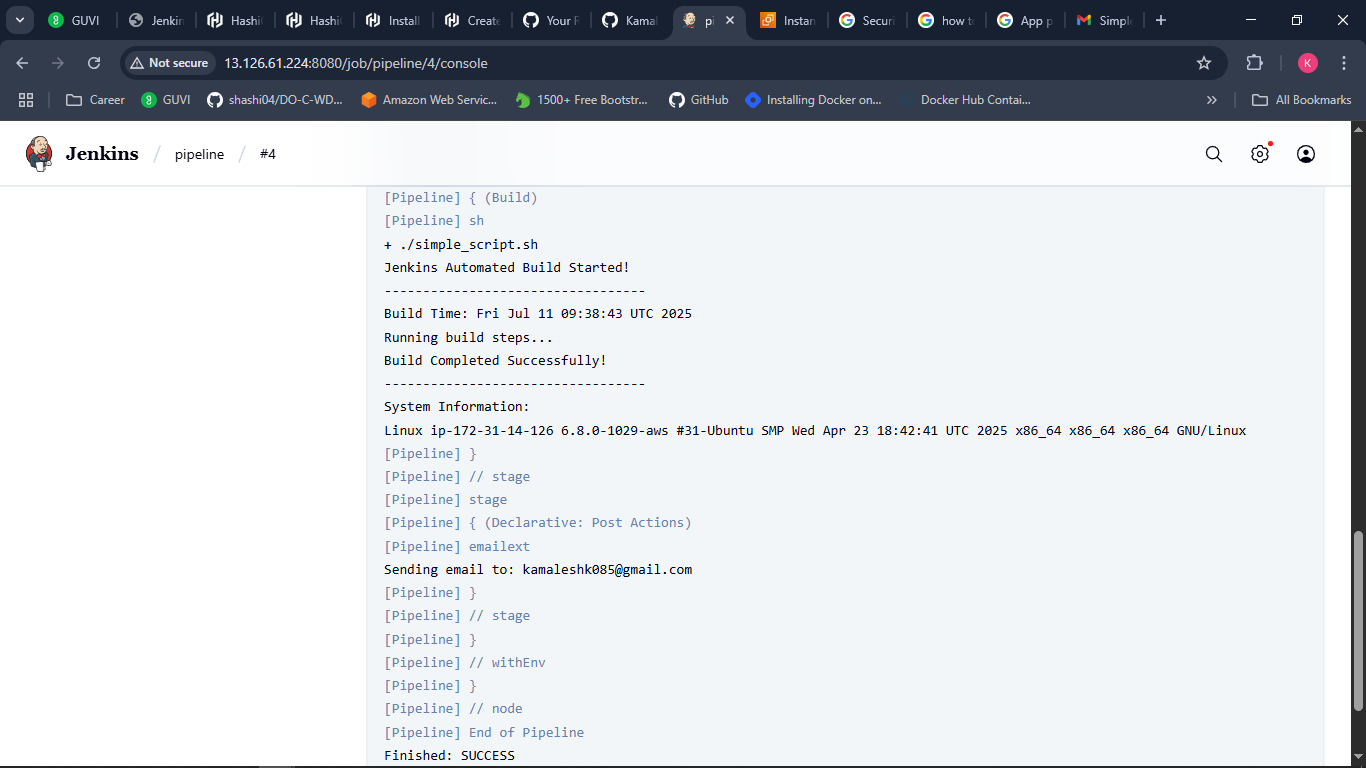 GUVI
Jenkin
Hashi
Hashi
Install
Create
Your R
Kamal
pi
Instan
Securi
how to
App p
Simple
Not secure
13.126.61.224:8080/job/pipeline/4/console
K
Career
GUVI
shashi04/DO-C-WD...
Amazon Web Servic...
1500+ Free Bootstr...
GitHub
Installing Docker on...
Docker Hub Contai...
All Bookmarks
Jenkins / pipeline / #4
[Pipeline] { (Build)
[Pipeline] sh
+ ./simple_script.sh
Jenkins Automated Build Started!
----------------------------------
Build Time: Fri Jul 11 09:38:43 UTC 2025
Running build steps...
Build Completed Successfully!
----------------------------------
System Information:
Linux ip-172-31-14-126 6.8.0-1029-aws #31-Ubuntu SMP Wed Apr 23 18:42:41 UTC 2025 x86_64 x86_64 x86_64 GNU/Linux
[Pipeline] }
[Pipeline] // stage
[Pipeline] stage
[Pipeline] { (Declarative: Post Actions)
[Pipeline] emailext
Sending email to: kamaleshk085@gmail.com
[Pipeline] }
[Pipeline] // stage
[Pipeline] }
[Pipeline] // withEnv
[Pipeline] }
[Pipeline] // node
[Pipeline] End of Pipeline
Finished: SUCCESS